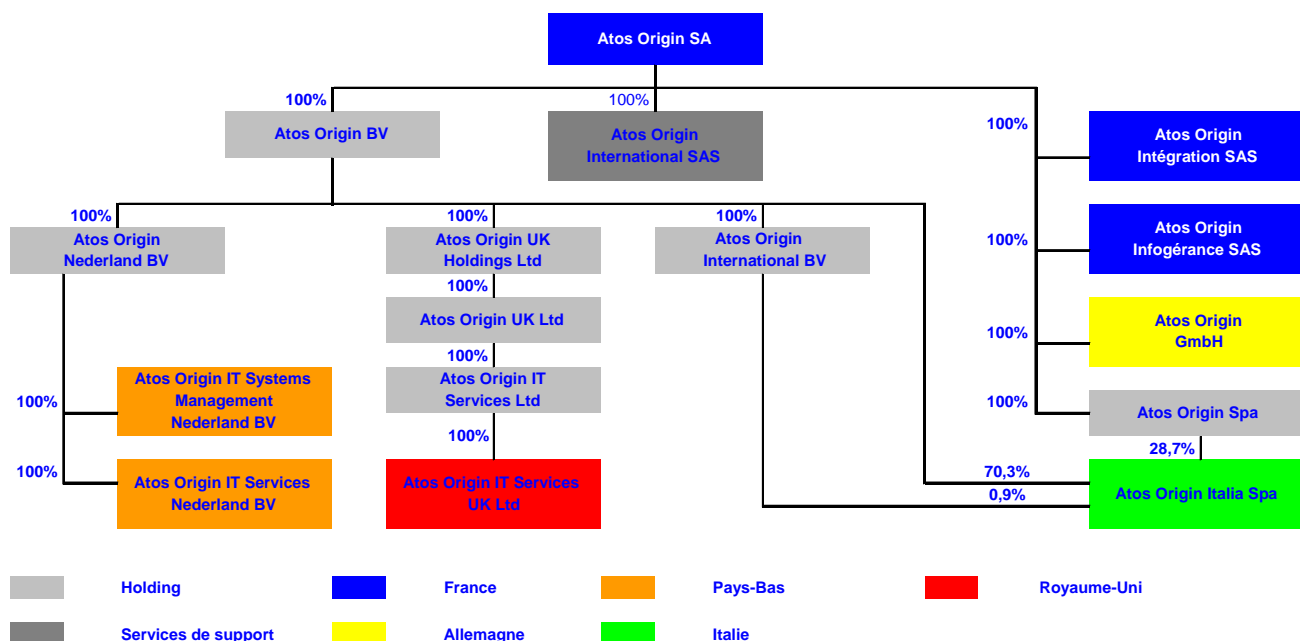 Atos Origin SA
100%
100%
Atos Origin BV
Atos Origin
International SAS
100%
Atos Origin
Intégration SAS
100%
100%
100%
Atos Origin
Nederland BV
Atos Origin UK
Holdings Ltd
Atos Origin
International BV
100%
Atos Origin
Infogérance SAS
100%
Atos Origin UK Ltd
100%
Atos Origin
GmbH
100%
Atos Origin IT Systems
Management
Nederland BV
Atos Origin IT
Services Ltd
100%
100%
Atos Origin Spa
100%
28,7%
100%
Atos Origin IT Services
Nederland BV
Atos Origin IT Services
UK Ltd
70,3%
0,9%
Atos Origin Italia Spa
Holding
France
Pays-Bas
Royaume-Uni
Services de support
Allemagne
Italie